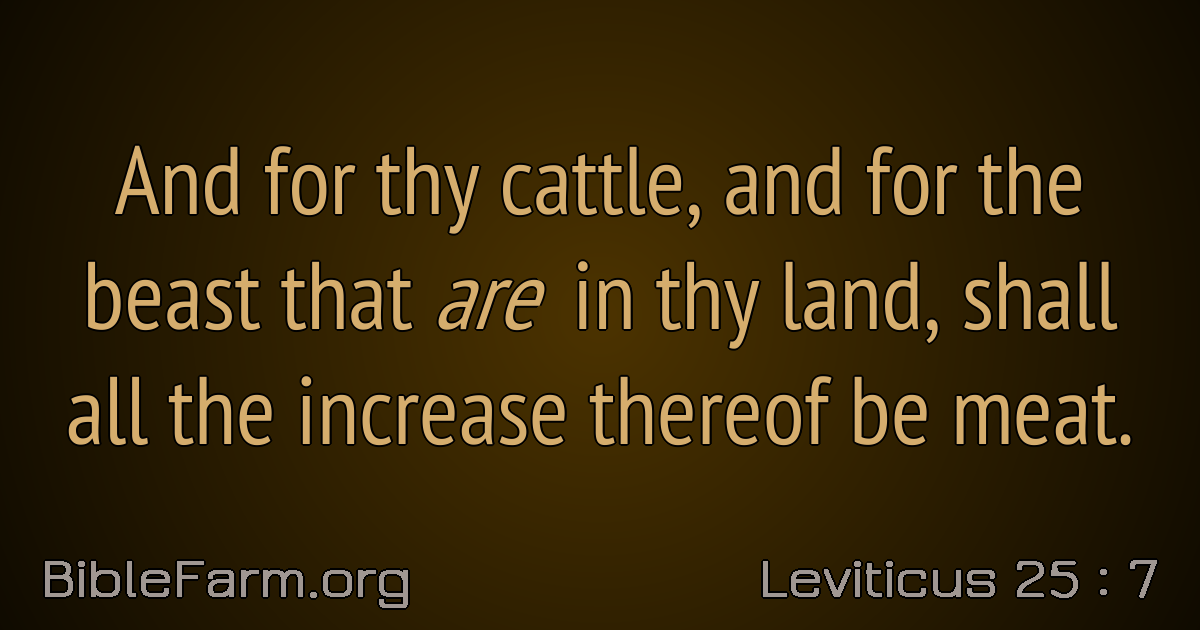 And for thy cattle, and for the
beast that are in thy land, shall
all the increase thereof be meat.
BibleFarm.org
Leviticus 25 : 7